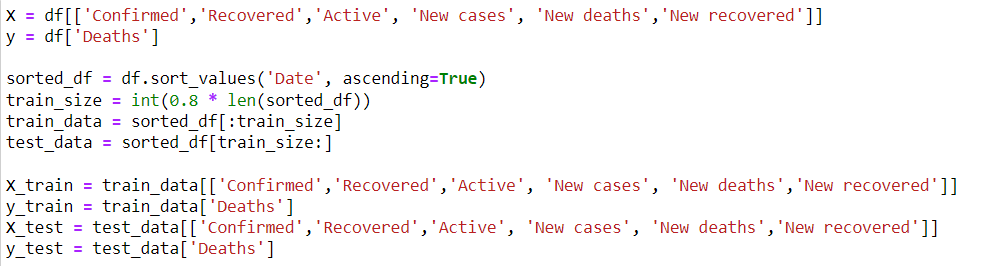 X = df[['Confirmed','Recovered','Active', 'New cases', 'New deaths','New recovered']]
y = df['Deaths']
sorted_df = df.sort_values('Date', ascending=True)
train_size = int(0.8 * len(sorted_df))
train_data = sorted_df[:train_size]
test_data = sorted_df[train_size:]
X_train = train_data[['Confirmed','Recovered','Active', 'New cases', 'New deaths','New recovered']]
y_train = train_data['Deaths']
X_test = test_data[['Confirmed','Recovered','Active', 'New cases', 'New deaths','New recovered']]
y_test = test_data['Deaths']